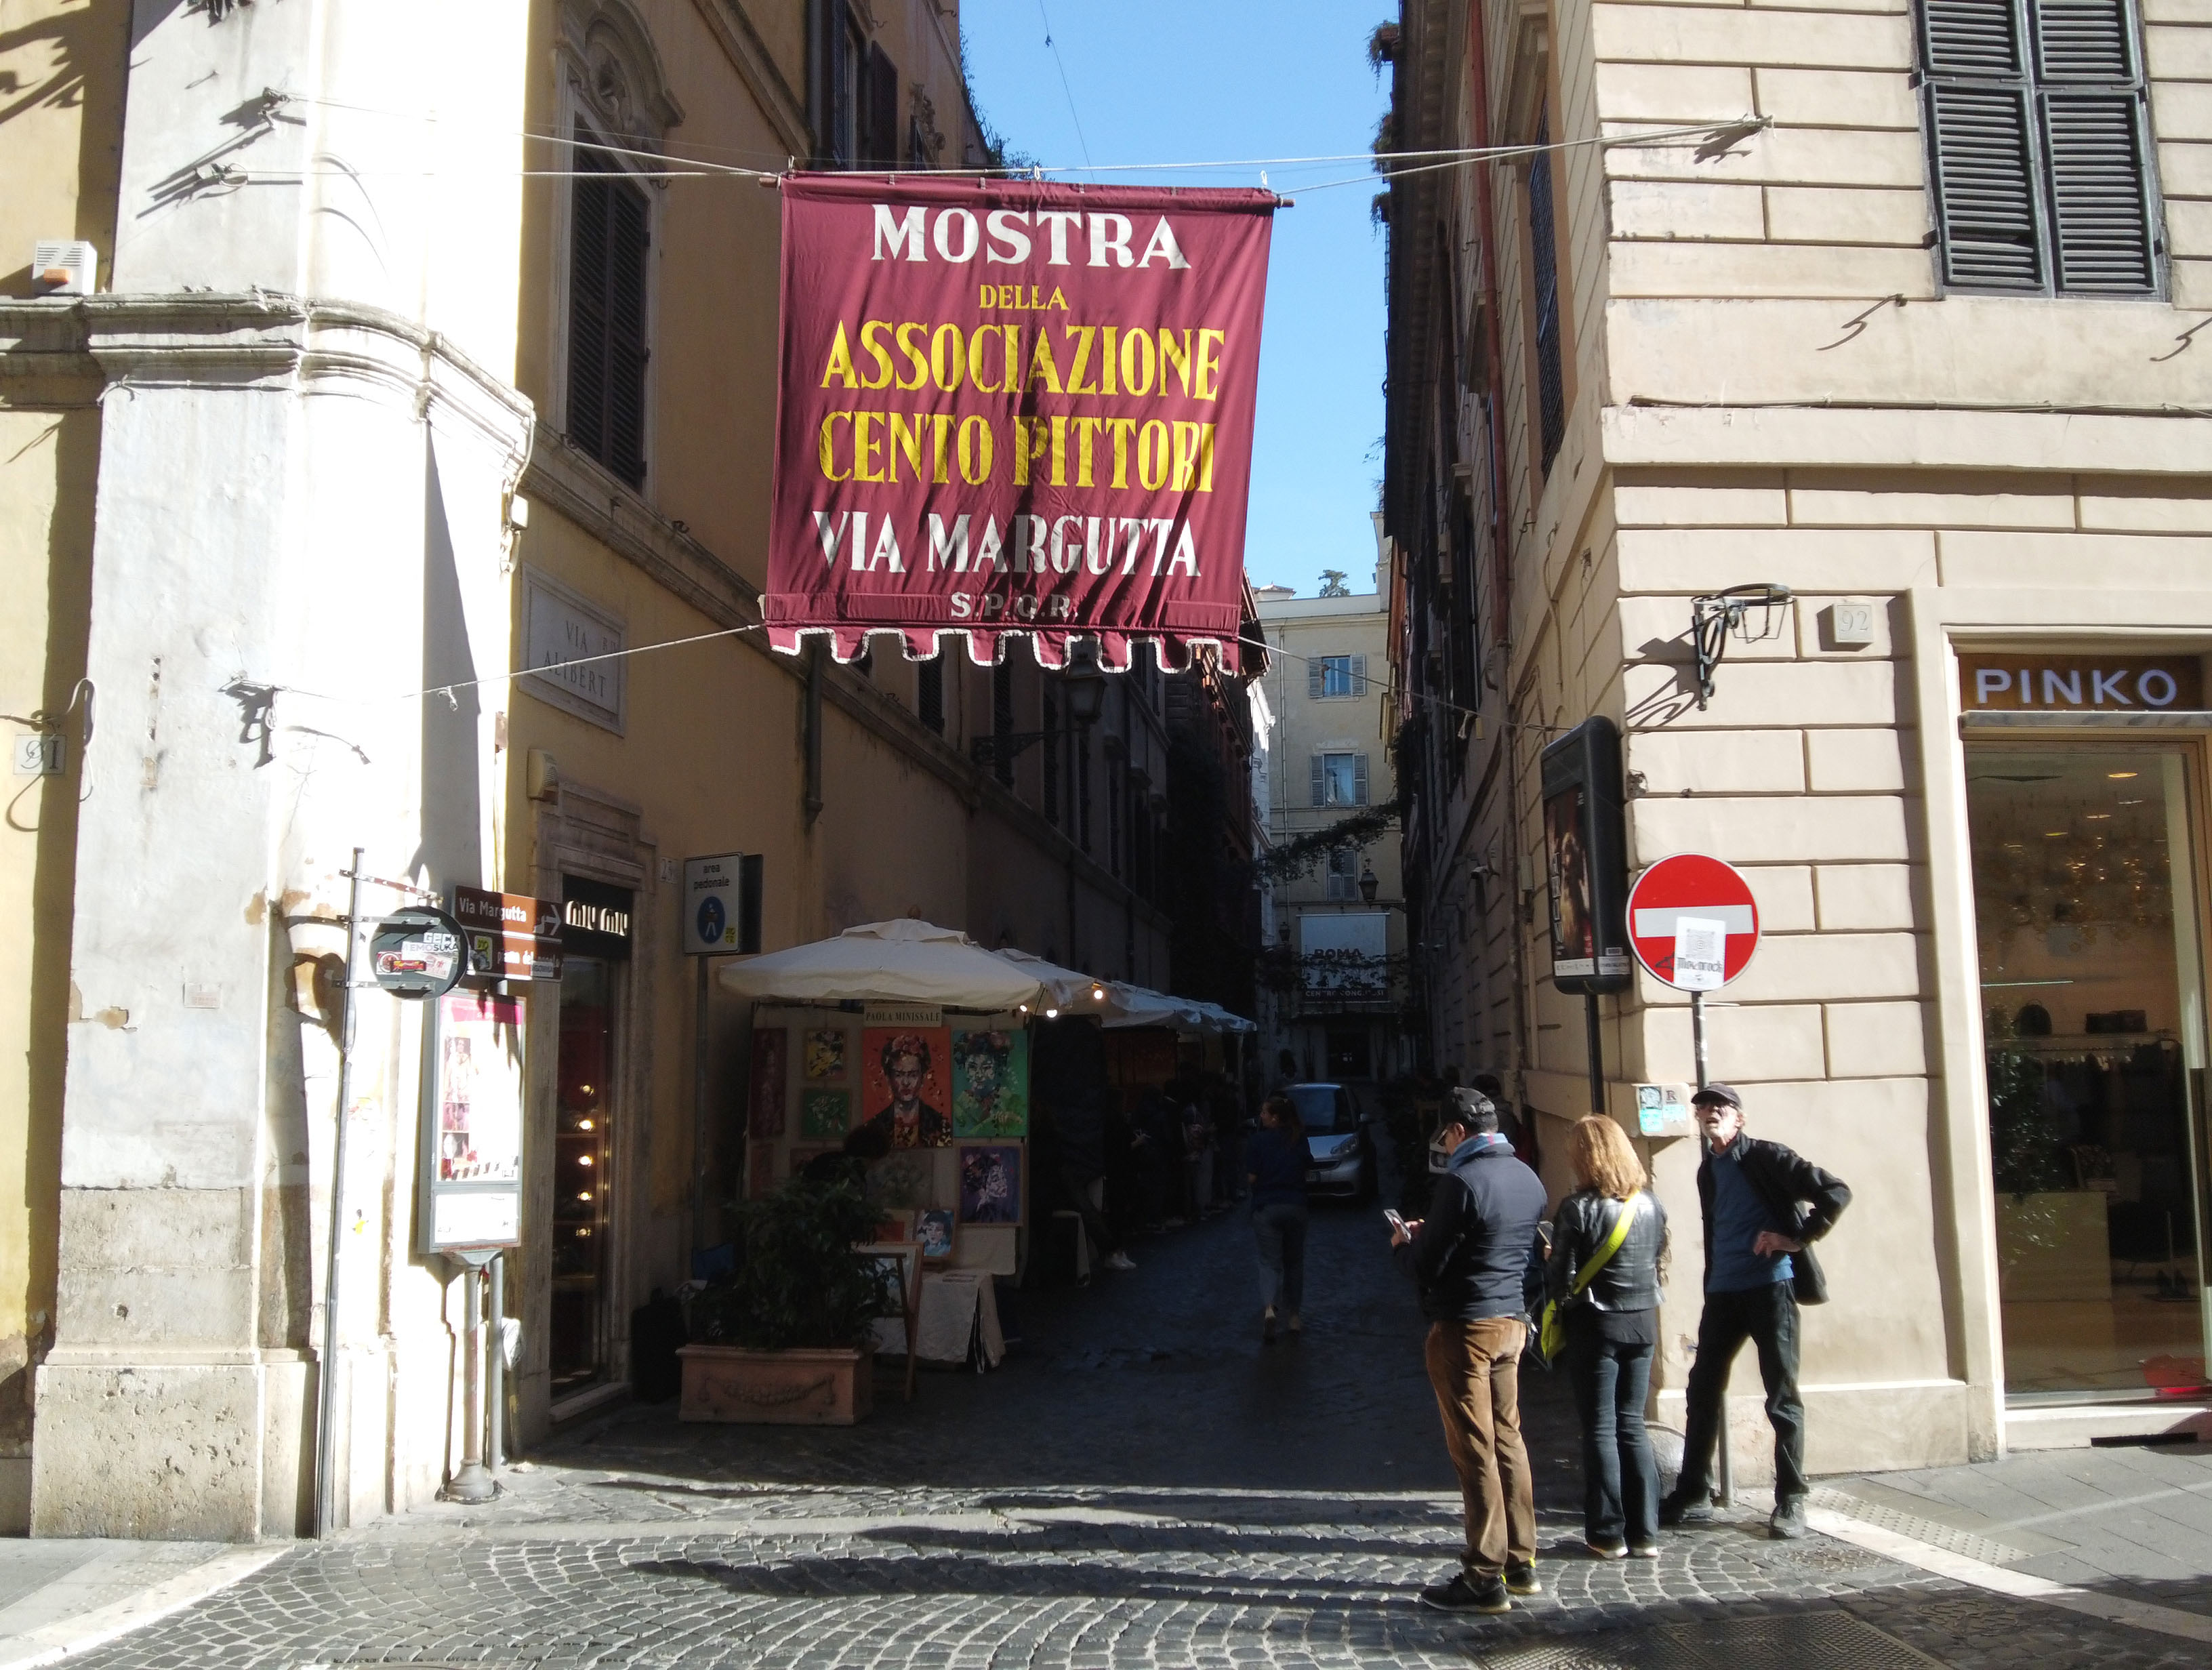 MOSTRA
DELLA
ASSOCIAZIONE
CENTO PITTORI
VIA MARGUTTA
S.P.Q.R.
VIA
ALIBERT
91
92
PINKO
area
pedonale
Via Margutta
MIU MIU
PAOLA MINISSALE
ROMA